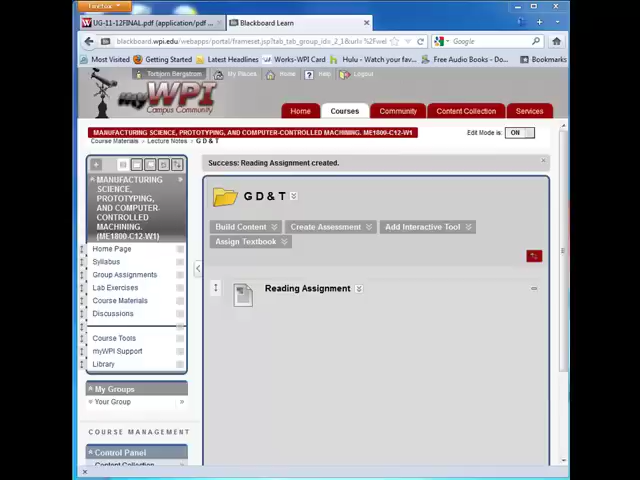 Firefox
UG-11-12FINAL.pdf (application/pdf ...
Blackboard Learn
blackboard.wpi.edu/webapps/portal/frameset.jsp?tab_tab_group_id=_2_1&url=
Google
Most Visited Getting Started Latest Headlines Works-WPI Card Hulu - Watch your fav... Free Audio Books - Do... Bookmarks
Torbjorn Bergstrom My Places Home Help Logout
myWPI
Campus Community
Home Courses Community Content Collection Services
MANUFACTURING SCIENCE, PROTOTYPING, AND COMPUTER-CONTROLLED MACHINING. ME1800-C12-W1)
Edit Mode is: ON
Course Materials Lecture Notes G D & T
Success: Reading Assignment created.
MANUFACTURING
SCIENCE,
PROTOTYPING,
AND COMPUTER-
CONTROLLED
MACHINING.
(ME1800-C12-W1)
Home Page
Syllabus
Group Assignments
Lab Exercises
Course Materials
Discussions
Course Tools
myWPI Support
Library
My Groups
Your Group
COURSE MANAGEMENT
Control Panel
Content Collection
G D & T
Build Content Create Assessment Add Interactive Tool
Assign Textbook
Reading Assignment